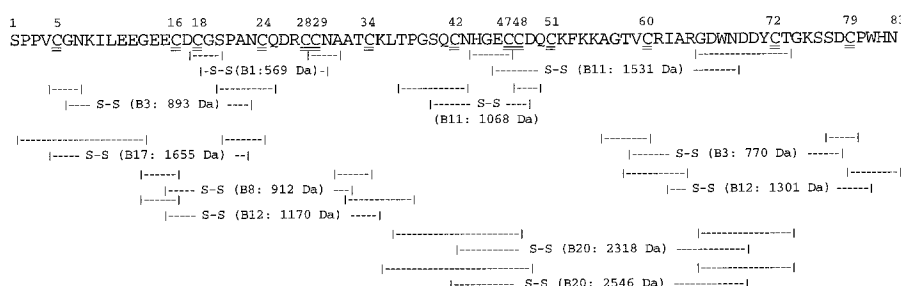 1 5 16 18 24 2829 34 42 4748 51 60 72 79 83
SPPVCGNKILEEGEECDCGSPANCQDRCCNAATCKLTPGSQCNHGECCDQCKFKKAGTVCRIARGDWNDDYCTGKSSDCPWHN
S-S(B1:569 Da) S-S (B11: 1531 Da)
S-S (B3: 893 Da) S-S
(B11: 1068 Da)
S-S (B17: 1655 Da) S-S (B3: 770 Da)
S-S (B8: 912 Da) S-S (B12: 1301 Da)
S-S (B12: 1170 Da)
S-S (B20: 2318 Da)
S-S (B20: 2546 Da)